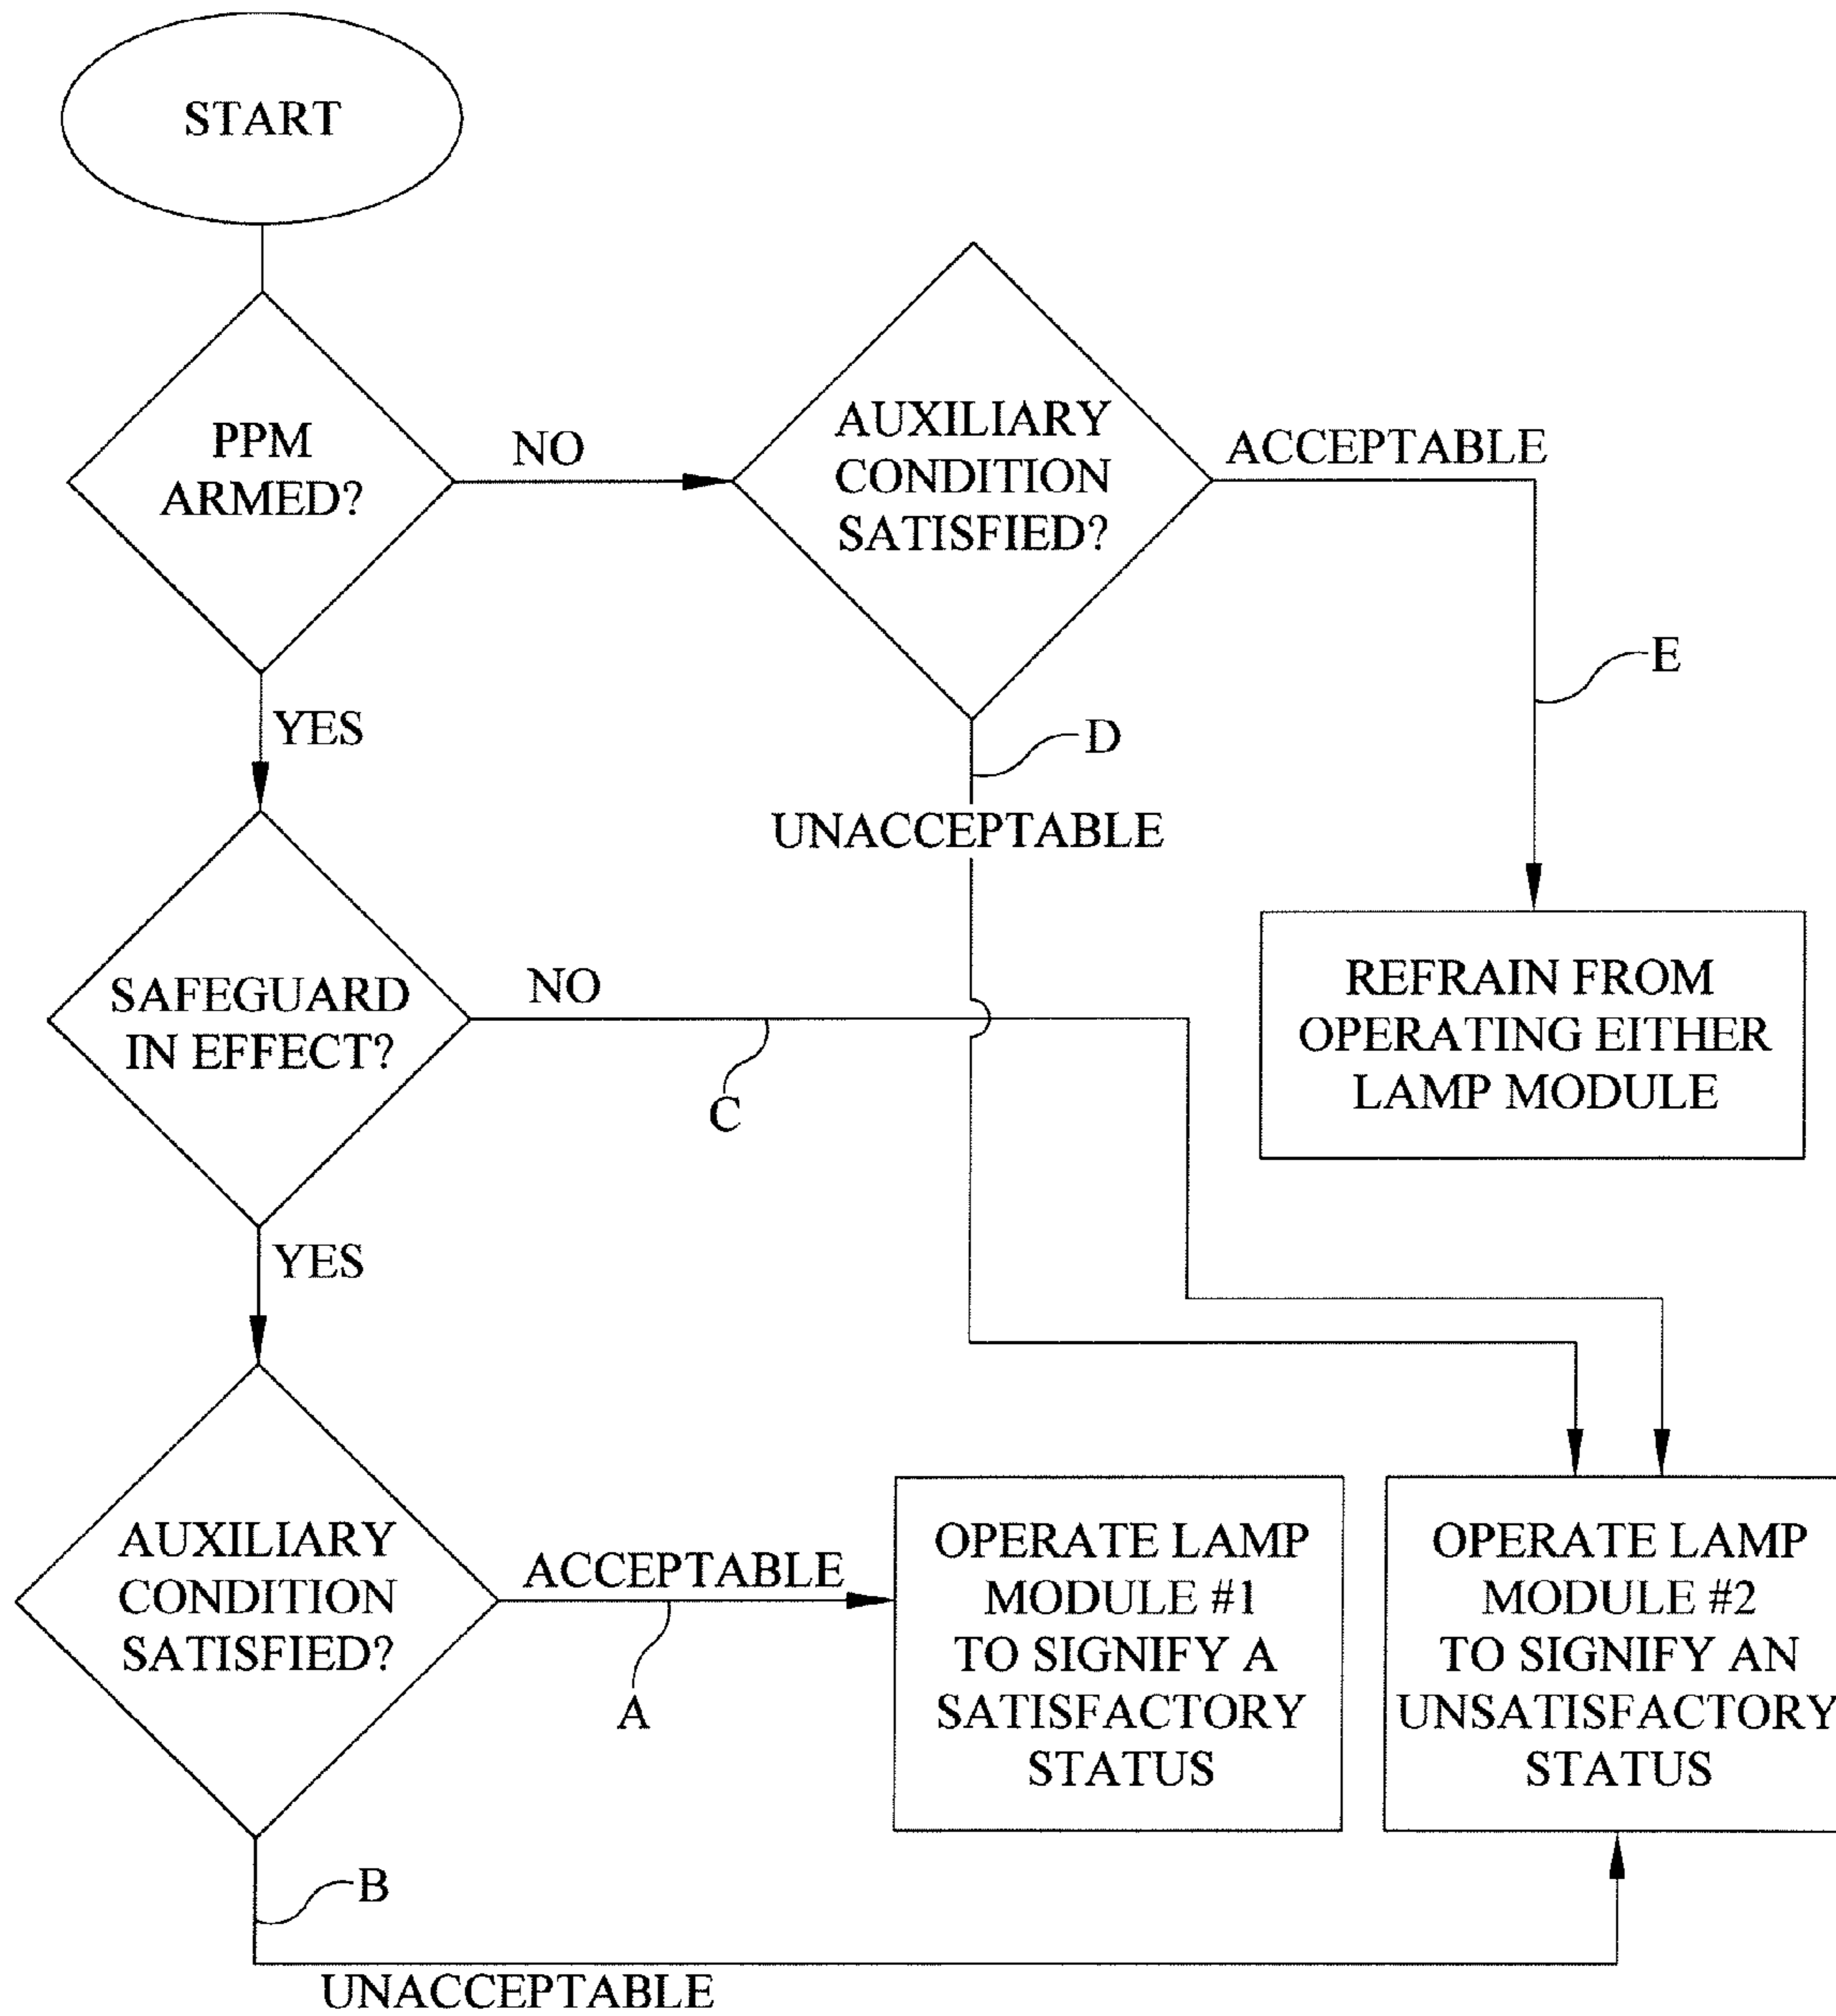 START
PPM
ARMED?
NO
AUXILIARY
CONDITION
SATISFIED?
ACCEPTABLE
E
YES
D
UNACCEPTABLE
SAFEGUARD
IN EFFECT?
NO
C
REFRAIN FROM
OPERATING EITHER
LAMP MODULE
YES
AUXILIARY
CONDITION
SATISFIED?
ACCEPTABLE
A
OPERATE LAMP
MODULE #1
TO SIGNIFY A
SATISFACTORY
STATUS
OPERATE LAMP
MODULE #2
TO SIGNIFY AN
UNSATISFACTORY
STATUS
B
UNACCEPTABLE